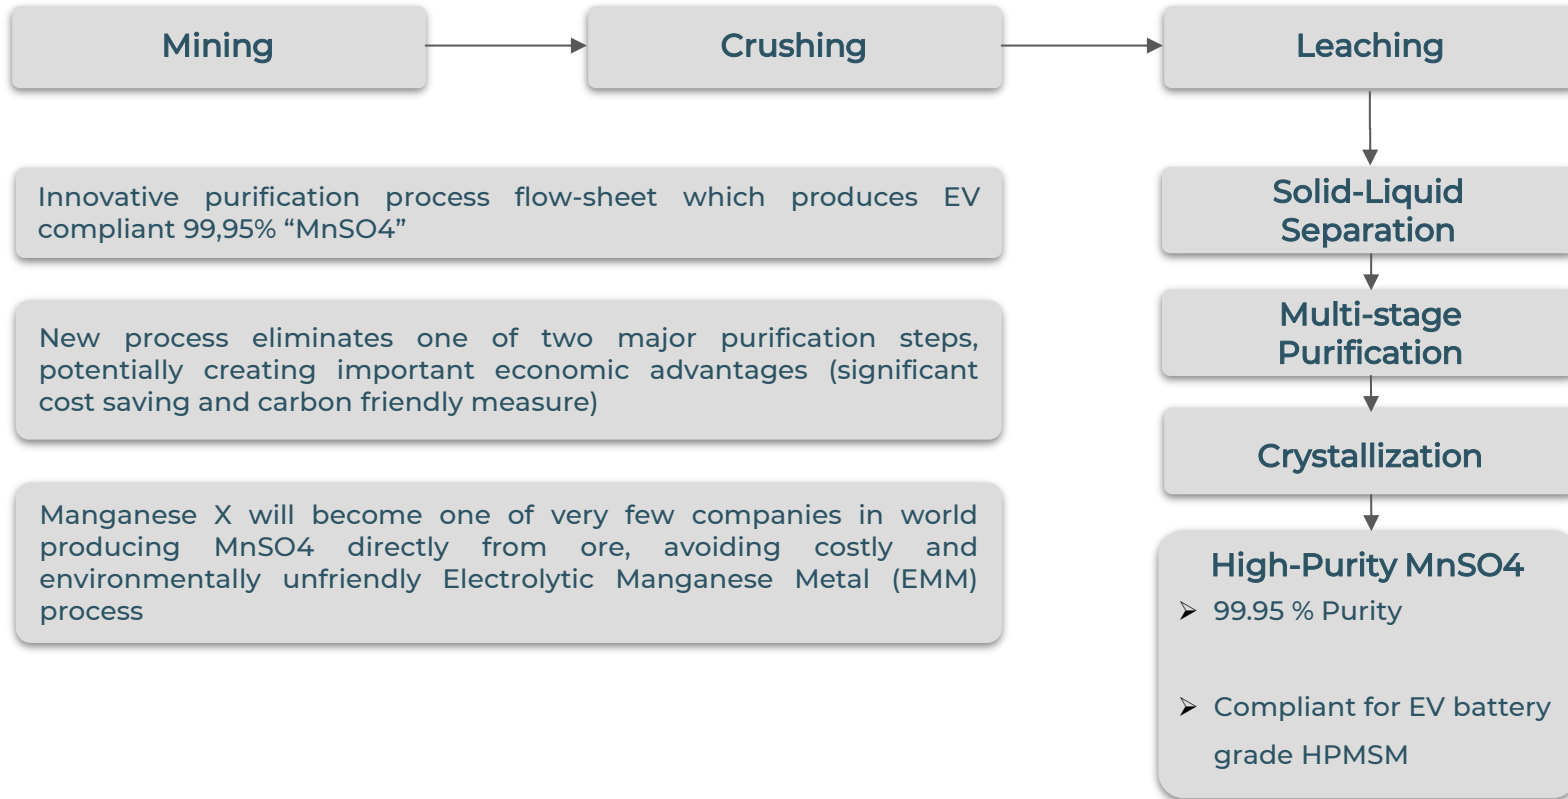 Mining
Crushing
Leaching
Innovative purification process flow-sheet which produces EV
compliant 99,95% “MnSO4”
New process eliminates one of two major purification steps,
potentially creating important economic advantages (significant
cost saving and carbon friendly measure)
Manganese X will become one of very few companies in world
producing MnSO4 directly from ore, avoiding costly and
environmentally unfriendly Electrolytic Manganese Metal (EMM)
process
Solid-Liquid
Separation
Multi-stage
Purification
Crystallization
High-Purity MnSO4
➢ 99.95 % Purity
➢ Compliant for EV battery
grade HPMSM